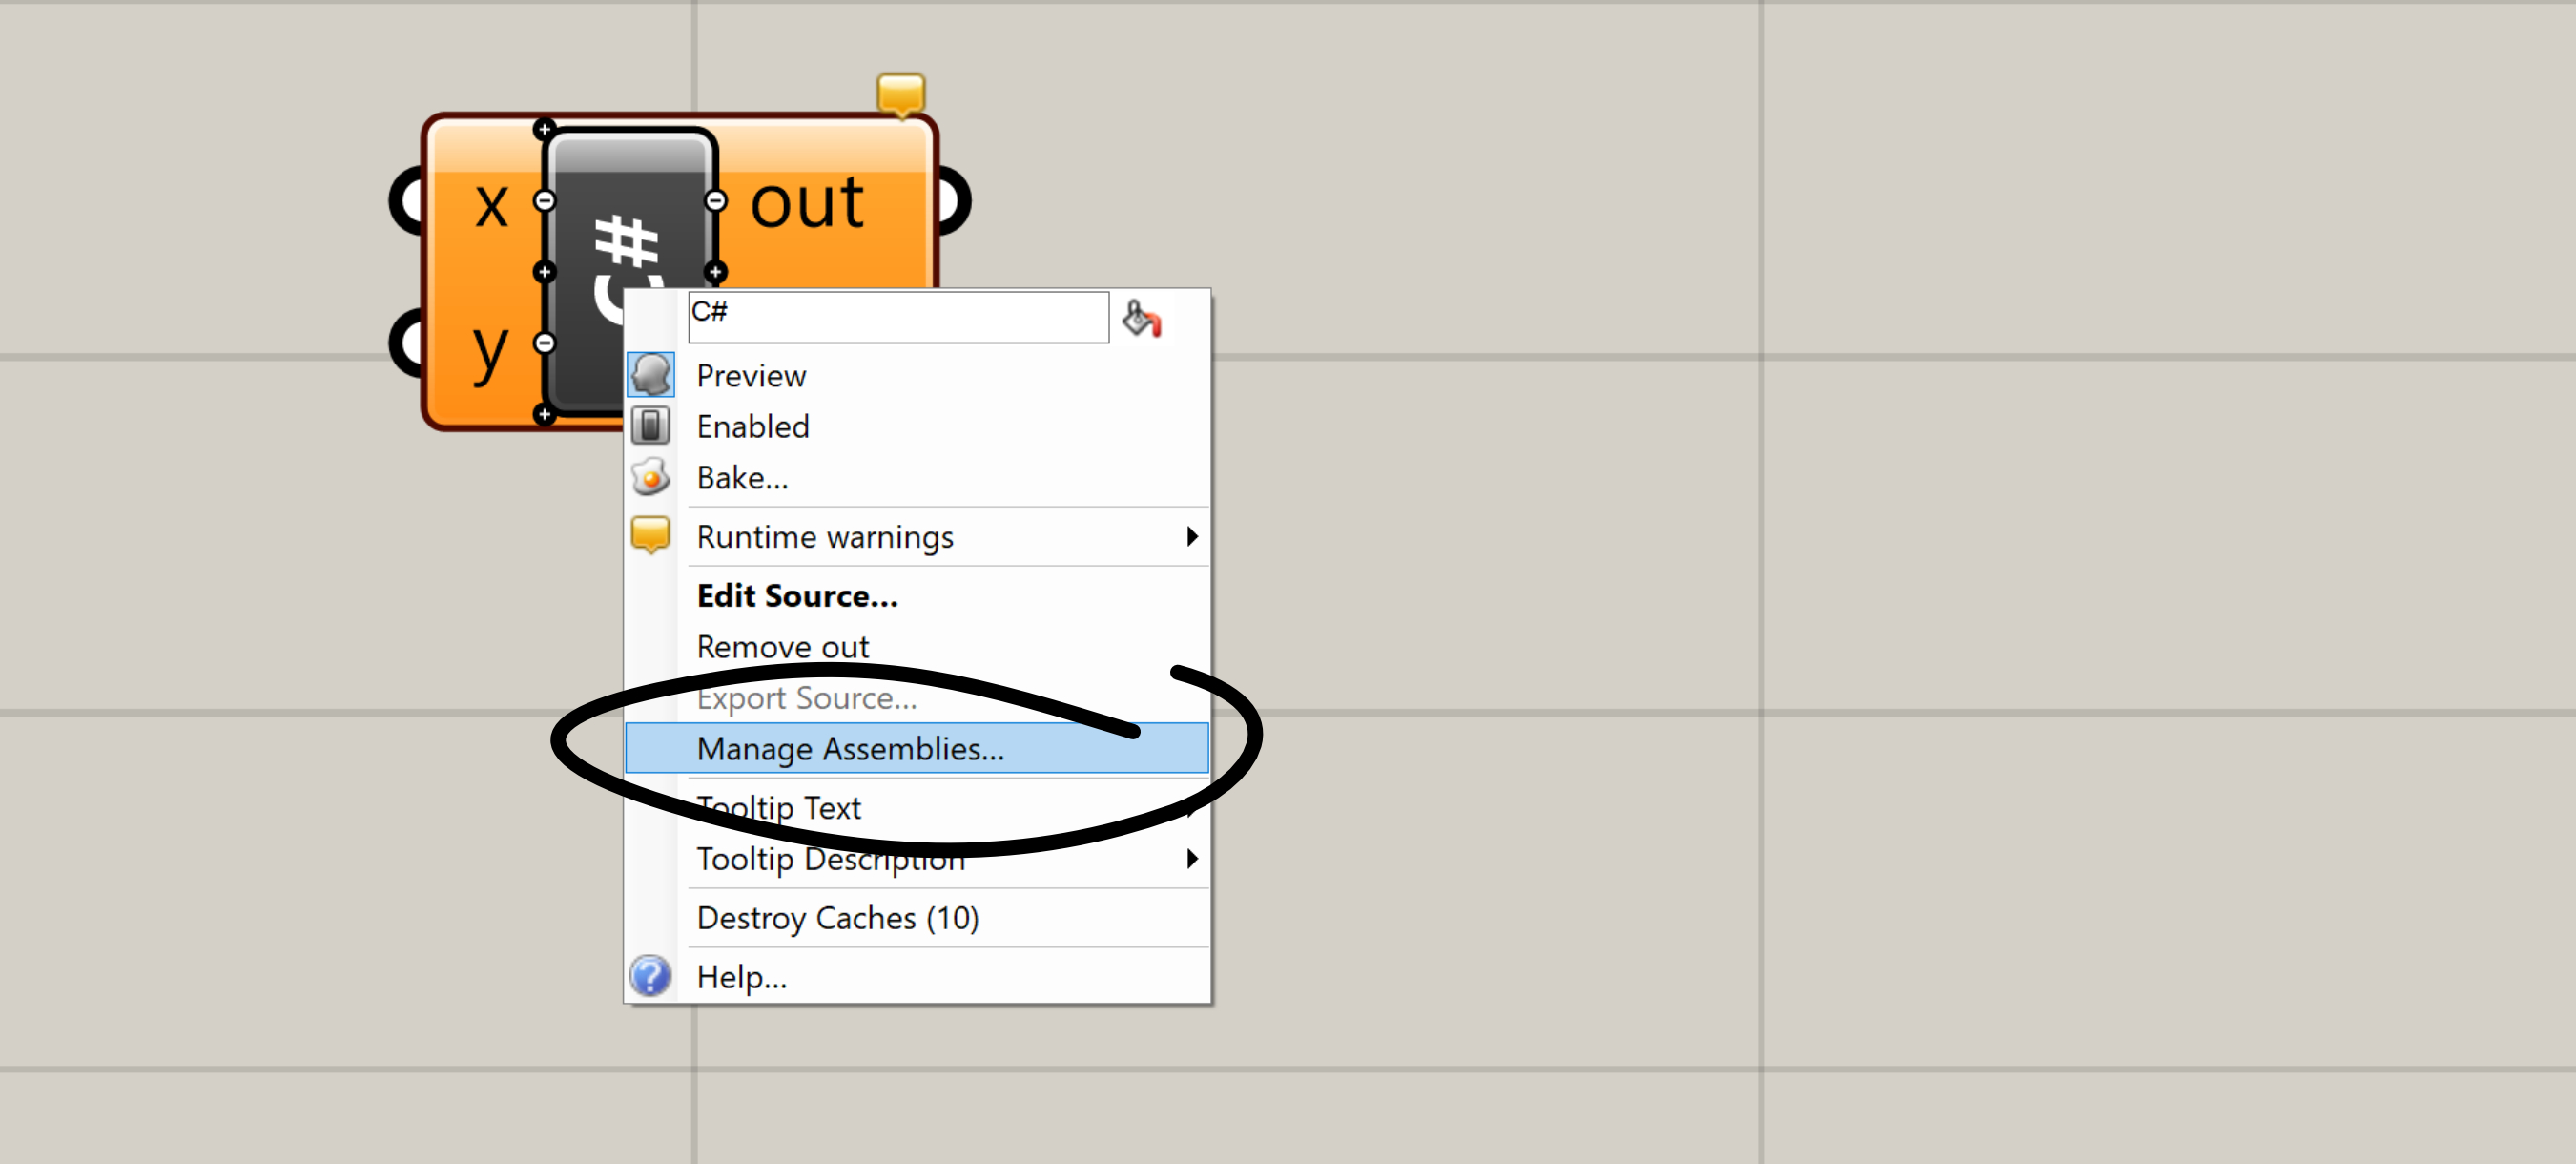 x
out
y
C#
C#
Preview
Enabled
Bake...
Runtime warnings
Edit Source...
Remove out
Export Source...
Manage Assemblies...
Tooltip Text
Tooltip Description
Destroy Caches (10)
Help...